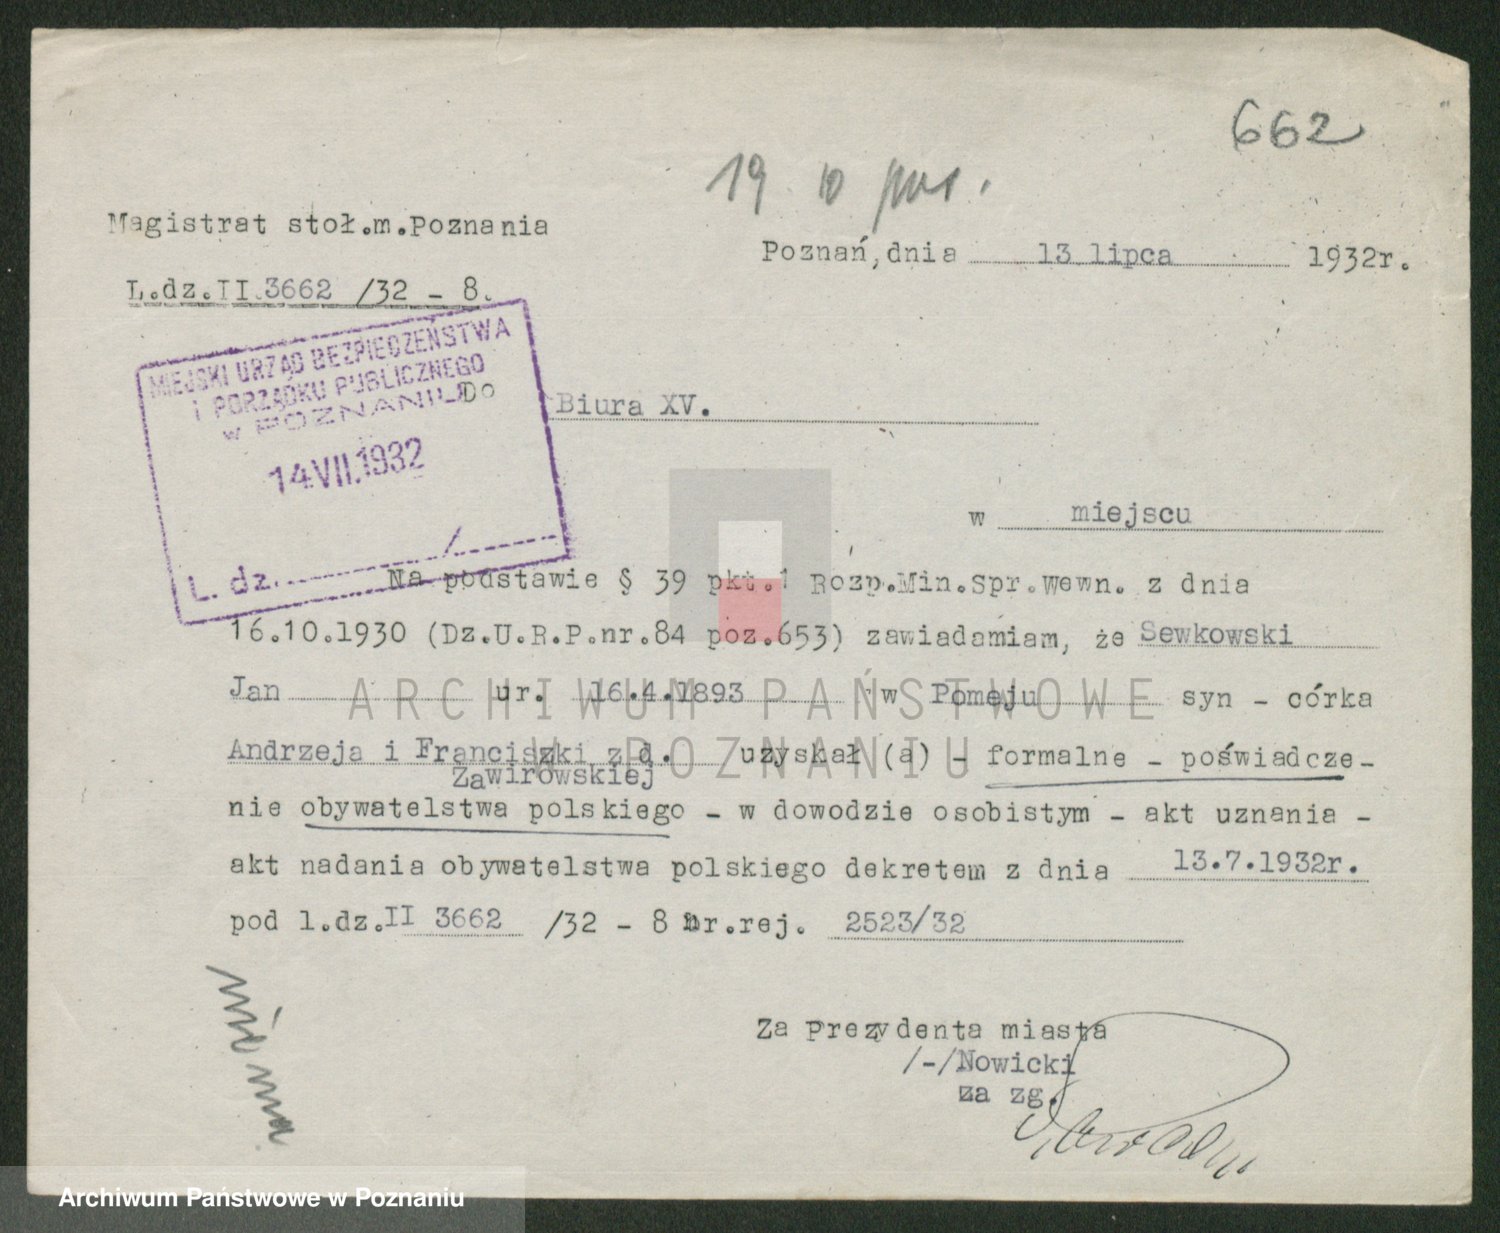 662
19
Magistrat stoł.m.Poznania
Poznań,dnia 13 lipca 1932r.
L.dz.II.3662 /32 - 8.
MIEJSKI URZĄD BEZPIECZEŃSTWA
I PORZĄDKU PUBLICZNEGO
w POZNANIU
14 VII. 1932
L. dz. /
Do Biura XV.
w miejscu
Na podstawie § 39 pkt.1 Rozp.Min.Spr.Wewn. z dnia
16.10.1930 (Dz.U.R.P.nr.84 poz.653) zawiadamiam, że Sewkowski
Jan ur. 16.4.1893 w Pomeju syn - córka
Andrzeja i Franciszki z d. uzyskał (a) - formalne - poświadcze-
Zawirowskiej
nie obywatelstwa polskiego - w dowodzie osobistym - akt uznania -
akt nadania obywatelstwa polskiego dekretem z dnia 13.7.1932r.
pod l.dz.II 3662 /32 - 8 nr.rej. 2523/32
Za Prezydenta miasta
/-/Nowicki
za zg.
ARCHIWUM PAŃSTWOWE
W POZNANIU
Archiwum Państwowe w Poznaniu